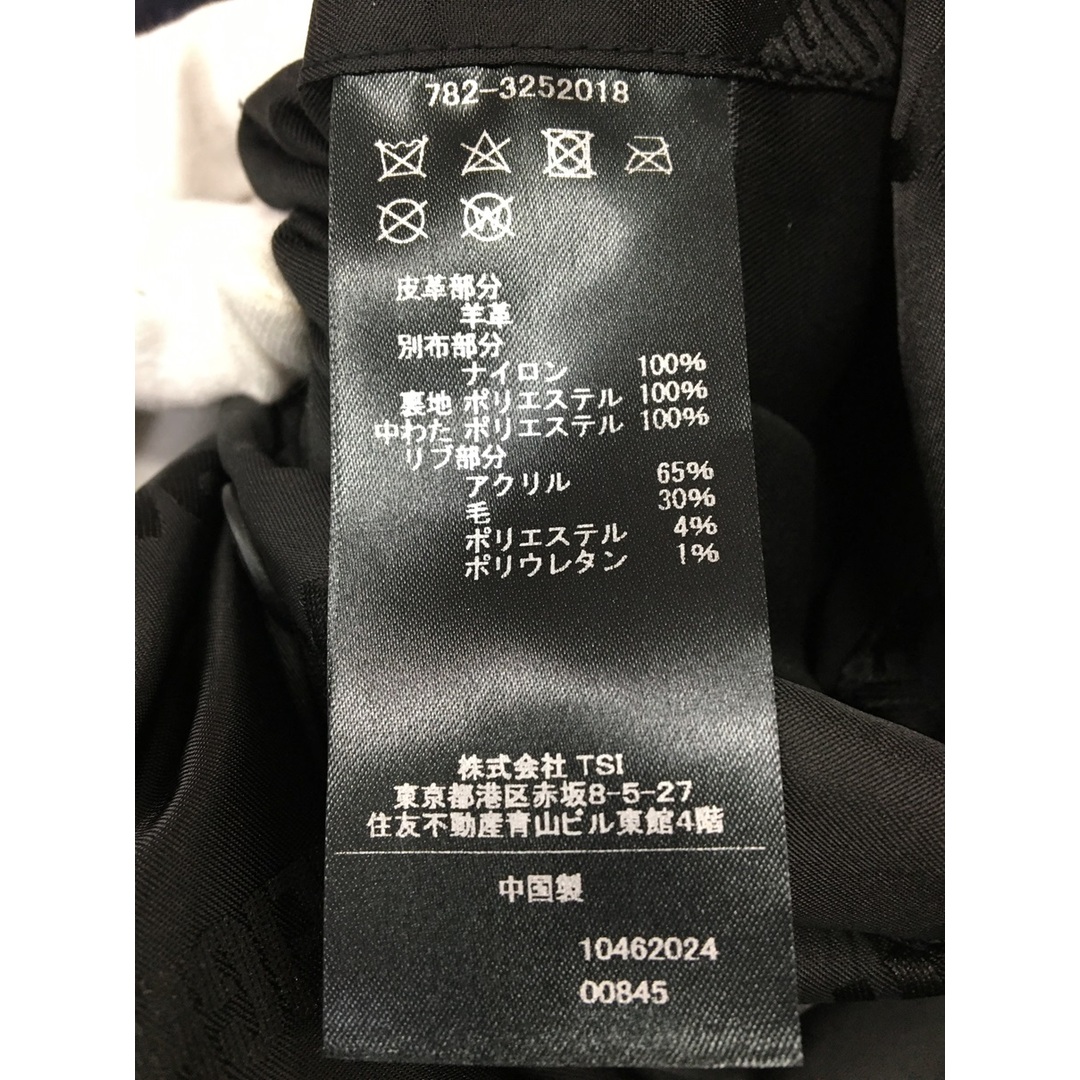 782-3252018
W
皮革部分
羊革
別布部分
ナイロン 100%
裏地 ポリエステル 100%
中わた ポリエステル 100%
リブ部分
アクリル 65%
毛 30%
ポリエステル 4%
ポリウレタン 1%
株式会社 TSI
東京都港区赤坂8-5-27
住友不動産青山ビル東館4階
中国製
10462024
00845